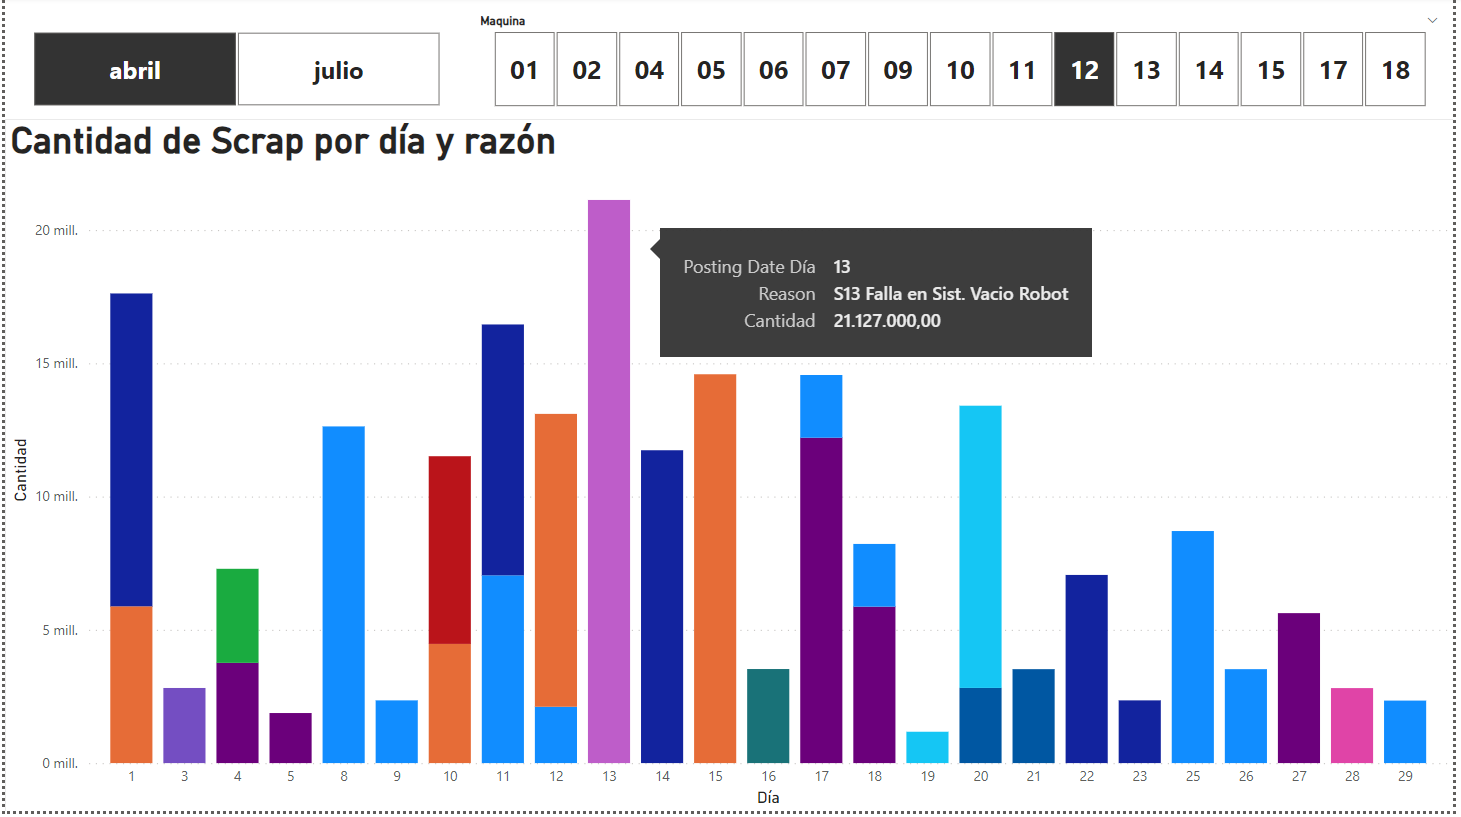 Maquina
abril julio
01 02 04 05 06 07 09 10 11 12 13 14 15 17 18
Cantidad de Scrap por día y razón
20 mill.
15 mill.
10 mill.
5 mill.
0 mill.
Cantidad
Posting Date Día 13
Reason S13 Falla en Sist. Vacio Robot
Cantidad 21.127.000,00
1 3 4 5 8 9 10 11 12 13 14 15 16 17 18 19 20 21 22 23 25 26 27 28 29
Día